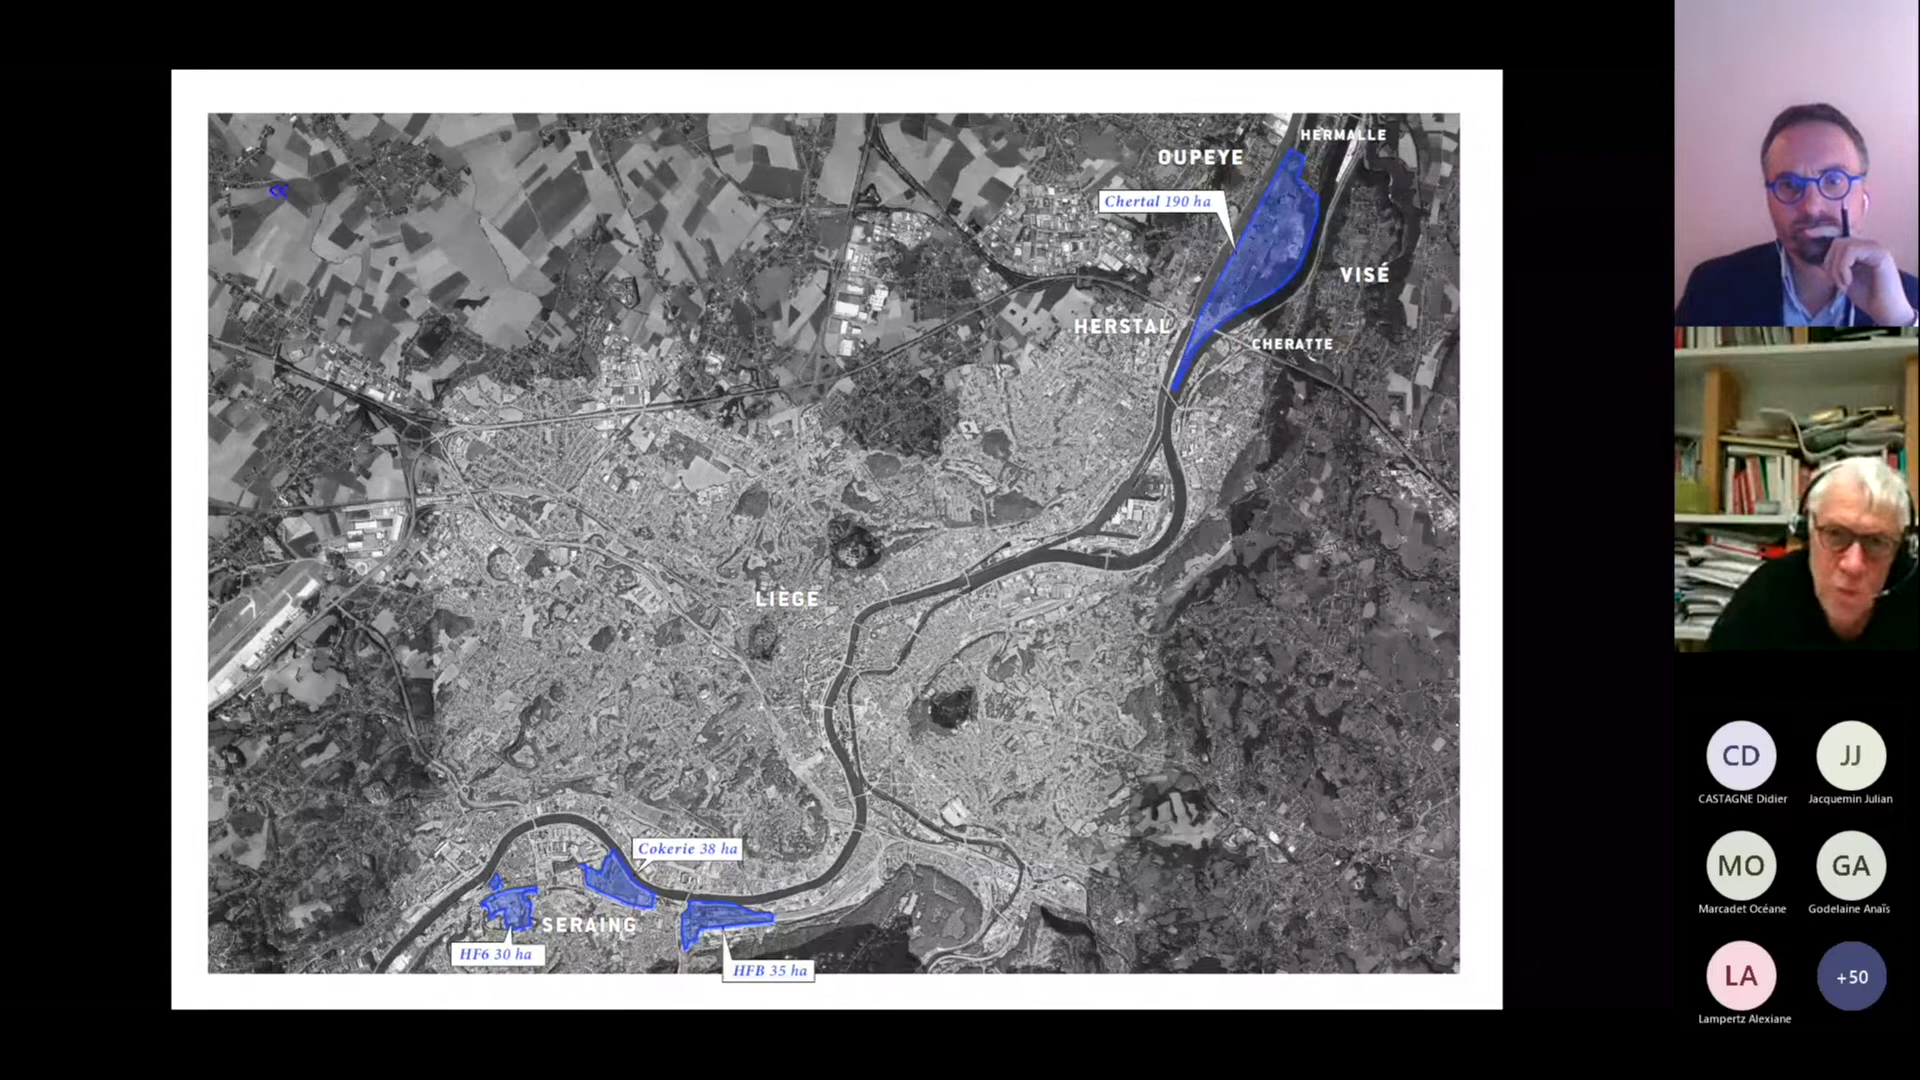 HERMALLE
OUPEYE
Chertal 190 ha
VISÉ
HERSTAL
CHERATTE
LIÈGE
Cokerie 38 ha
SERAING
HF6 30 ha
HFB 35 ha
CD
CASTAGNE Didier
JJ
Jacquemin Julian
MO
Marcadet Océane
GA
Godelaine Anaïs
LA
Lampertz Alexiane
+50